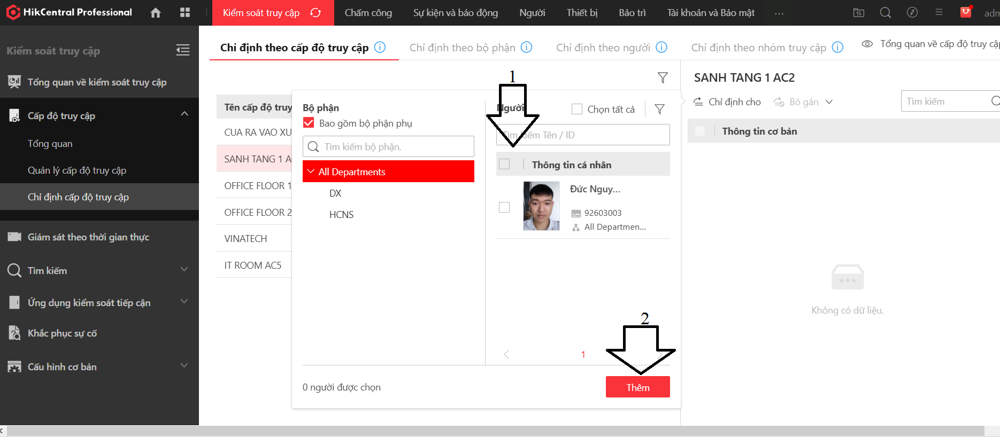 HikCentral Professional
Kiểm soát truy cập
Chấm công
Sự kiện và báo động
Người
Thiết bị
Bảo trì
Tài khoản và Bảo mật
...
Kiểm soát truy cập
Tổng quan về kiểm soát truy cập
Cấp độ truy cập
Tổng quan
Quản lý cấp độ truy cập
Chỉ định cấp độ truy cập
Giám sát theo thời gian thực
Tìm kiếm
Ứng dụng kiểm soát tiếp cận
Khắc phục sự cố
Cấu hình cơ bản
Chỉ định theo cấp độ truy cập
Chỉ định theo bộ phận
Chỉ định theo người
Chỉ định theo nhóm truy cập
Tổng quan về cấp độ truy cập
Tên cấp độ truy
CUA RA VAO XU
SANH TANG 1 A
OFFICE FLOOR 1
OFFICE FLOOR 2
VINATECH
IT ROOM AC5
Bộ phận
Bao gồm bộ phận phụ
Tìm kiếm bộ phận.
All Departments
DX
HCNS
0 người được chọn
1
Người
Chọn tất cả
Tìm kiếm Tên / ID
Thông tin cá nhân
Đức Nguy...
92603003
All Departmen...
1
2
Thêm
SANH TANG 1 AC2
Chỉ định cho
Bỏ gán
Tìm kiếm
Thông tin cơ bản
Không có dữ liệu.